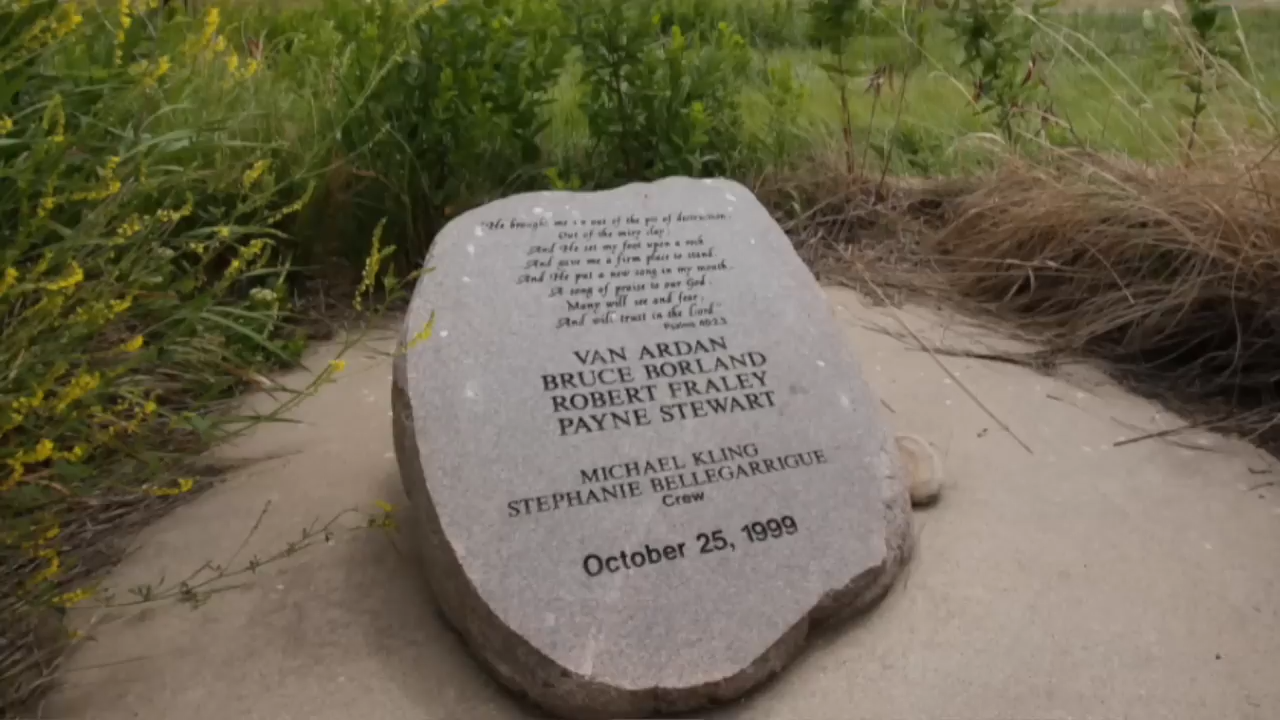 "He brought me up out of the pit of destruction,
Out of the miry clay;
And He set my feet upon a rock
And gave me a firm place to stand.
And He put a new song in my mouth,
A song of praise to our God;
Many will see and fear,
And will trust in the Lord."
Psalms 40:2,3
VAN ARDAN
BRUCE BORLAND
ROBERT FRALEY
PAYNE STEWART
MICHAEL KLING
STEPHANIE BELLEGARRIGUE
Crew
October 25, 1999